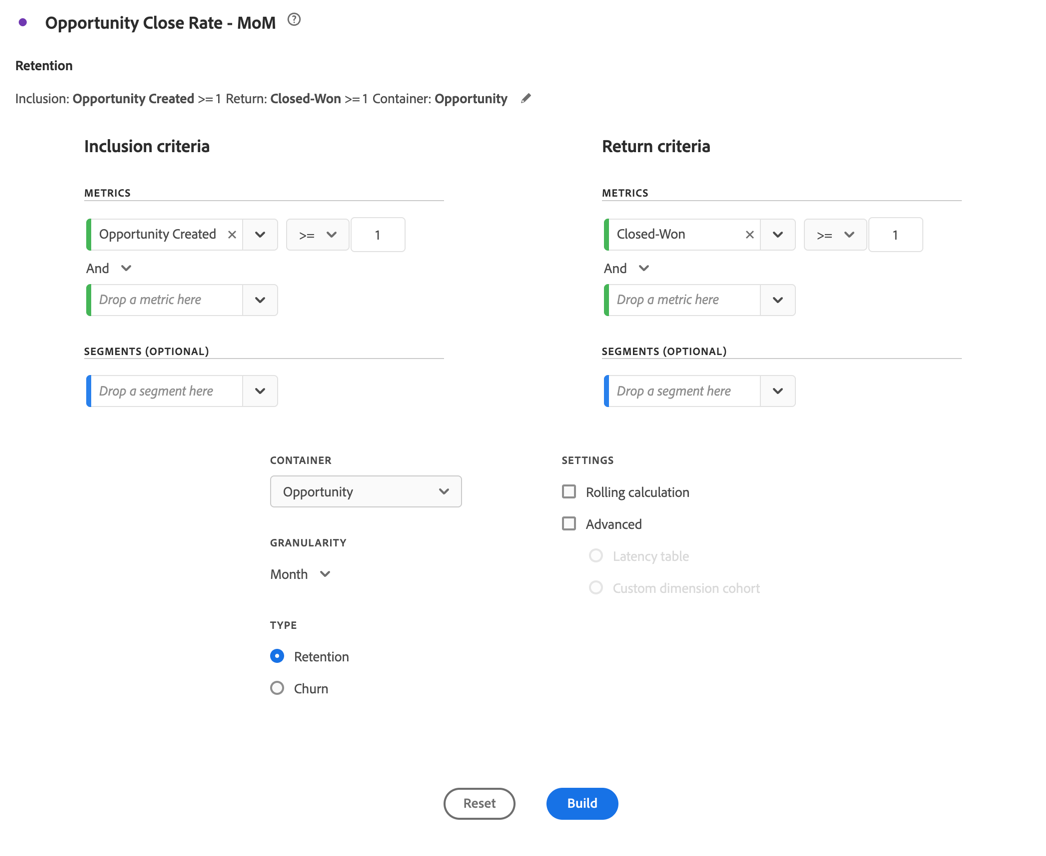 Opportunity Close Rate - MoM ?
Retention
Inclusion: Opportunity Created >= 1 Return: Closed-Won >= 1 Container: Opportunity
Inclusion criteria
METRICS
Opportunity Created
>=
1
And
Drop a metric here
SEGMENTS (OPTIONAL)
Drop a segment here
Return criteria
METRICS
Closed-Won
>=
1
And
Drop a metric here
SEGMENTS (OPTIONAL)
Drop a segment here
CONTAINER
Opportunity
GRANULARITY
Month
TYPE
Retention
Churn
SETTINGS
Rolling calculation
Advanced
Latency table
Custom dimension cohort
Reset
Build